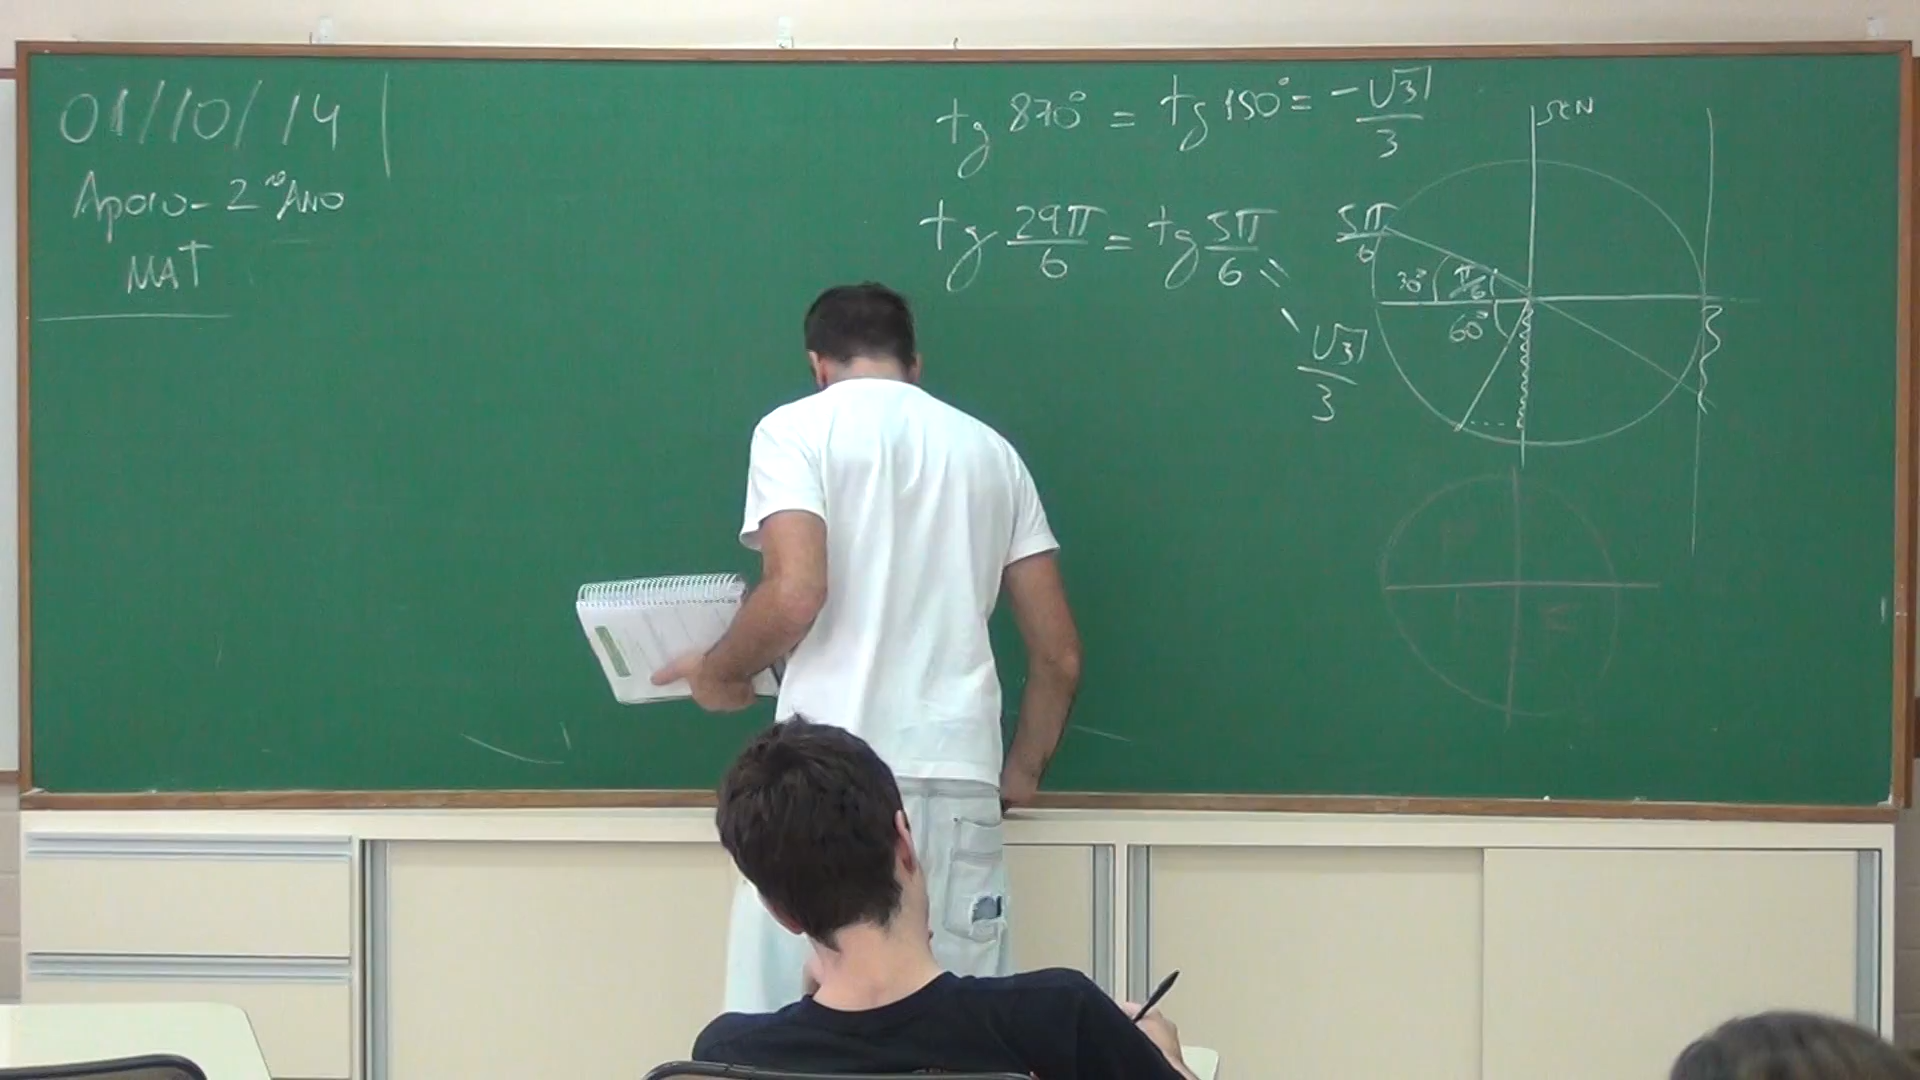 01/10/14
Apoio - 2º Ano
MAT
tg 870° = tg 150° = -√3/3
tg 29π/6 = tg 5π/6 = -√3/3
SEN
5π/6
30° π/6
60°